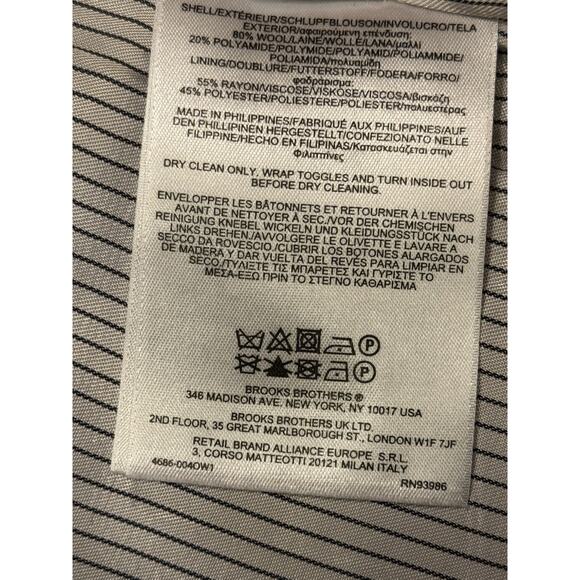 SHELL/EXTÉRIEUR/SCHLUPFBLOUSON/INVOLUCRO/TELA
EXTERIOR/αφαιρούμενη επένδυση:
80% WOOL/LAINE/WOLLE/LANA/μαλλί
20% POLYAMIDE/POLYMIDE/POLYAMID/POLIAMMIDE/
POLIAMIDA/πολυαμίδη
LINING/DOUBLURE/FUTTERSTOFF/FODERA/FORRO/
φαδράρισμα:
55% RAYON/VISCOSE/VISKOSE/VISCOSA/βισκόζη
45% POLYESTER/POLIESTERE/POLIESTER/πολυεστέρας
MADE IN PHILIPPINES/FABRIQUÉ AUX PHILIPPINES/AUF
DEN PHILLIPINEN HERGESTELLT/CONFEZIONATO NELLE
FILIPPINE/HECHO EN FILIPINAS/Κατασκευάζεται στην
Φιλιππίνες
DRY CLEAN ONLY, WRAP TOGGLES AND TURN INSIDE OUT
BEFORE DRY CLEANING.
ENVELOPPER LES BÂTONNETS ET RETOURNER À L'ENVERS
AVANT DE NETTOYER À SEC./VOR DER CHEMISCHEN
REINIGUNG KNEBEL WICKELN UND KLEIDUNGSSTÜCK NACH
LINKS DREHEN/AVVOLGERE LE OLIVETTE E LAVARE A
SECCO DA ROVESCIO/CUBRIR LOS BOTONES ALARGADOS
DE MADERA Y DAR VUELTA DEL REVÉS PARA LIMPIAR EN
SECO/ΤΥΛΙΞΤΕ ΤΙΣ ΜΠΑΡΕΤΕΣ ΚΑΙ ΓΥΡΙΣΤΕ ΤΟ
ΜΕΣΑ-ΕΞΩ ΠΡΙΝ ΤΟ ΣΤΕΓΝΟ ΚΑΘΑΡΙΣΜΑ
P
P
BROOKS BROTHERS ®
346 MADISON AVE. NEW YORK, NY 10017 USA
BROOKS BROTHERS UK LTD.
2ND FLOOR, 35 GREAT MARLBOROUGH ST., LONDON W1F 7JF
RETAIL BRAND ALLIANCE EUROPE S.R.L.
3, CORSO MATTEOTTI 20121 MILAN ITALY
4686-004OW1 RN93986